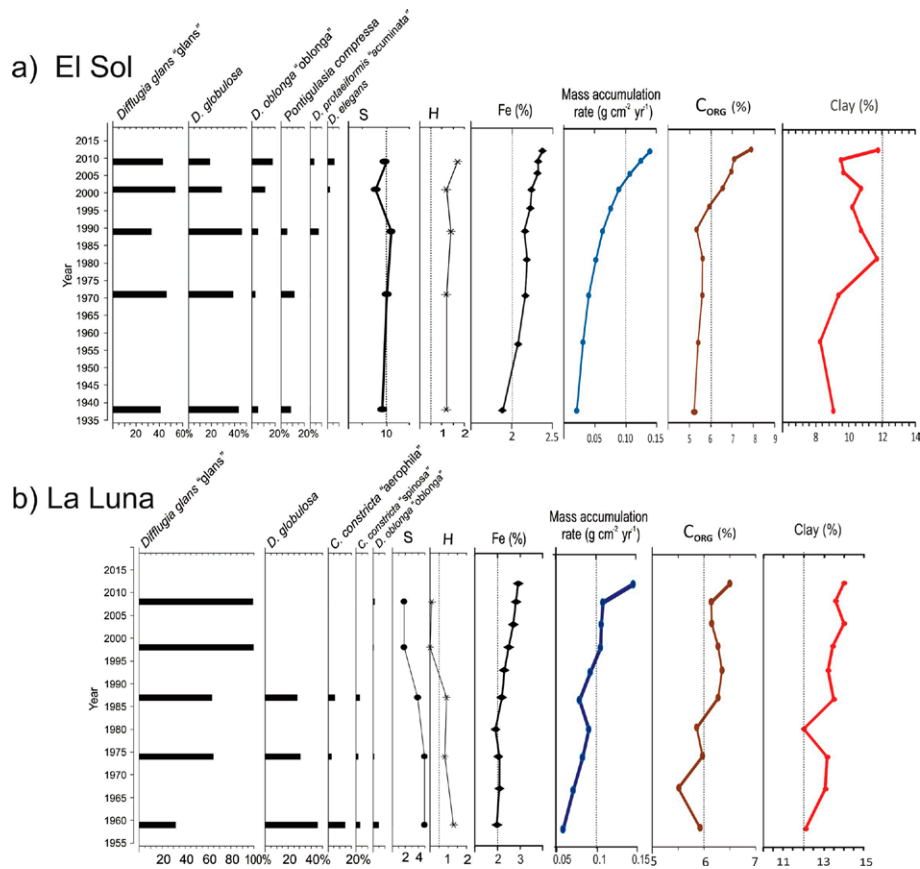 a) El Sol
Difflugia glans "glans"
D. globulosa
D. oblonga "oblonga"
Pontigulasia compressa
D. protaeiformis "acuminata"
D. elegans
S
H
Fe (%)
Mass accumulation
rate (g cm⁻² yr⁻¹)
CORG (%)
Clay (%)
Year
2015
2010
2005
2000
1995
1990
1985
1980
1975
1970
1965
1960
1955
1950
1945
1940
1935
20 40 60%
20 40%
20%
20%
10
1 2
2 2.5
0.05 0.10 0.15
5 6 7 8 9
8 10 12 14
b) La Luna
Difflugia glans "glans"
D. globulosa
C. constricta "aerophila"
C. constricta "spinosa"
D. oblonga "oblonga"
S
H
Fe (%)
Mass accumulation
rate (g cm⁻² yr⁻¹)
CORG (%)
Clay (%)
Year
2015
2010
2005
2000
1995
1990
1985
1980
1975
1970
1965
1960
1955
20 40 60 80 100%
20 40
20%
20%
2 4
1 2
2 3
0.05 0.1 0.15
5 6 7
11 12 13 14 15